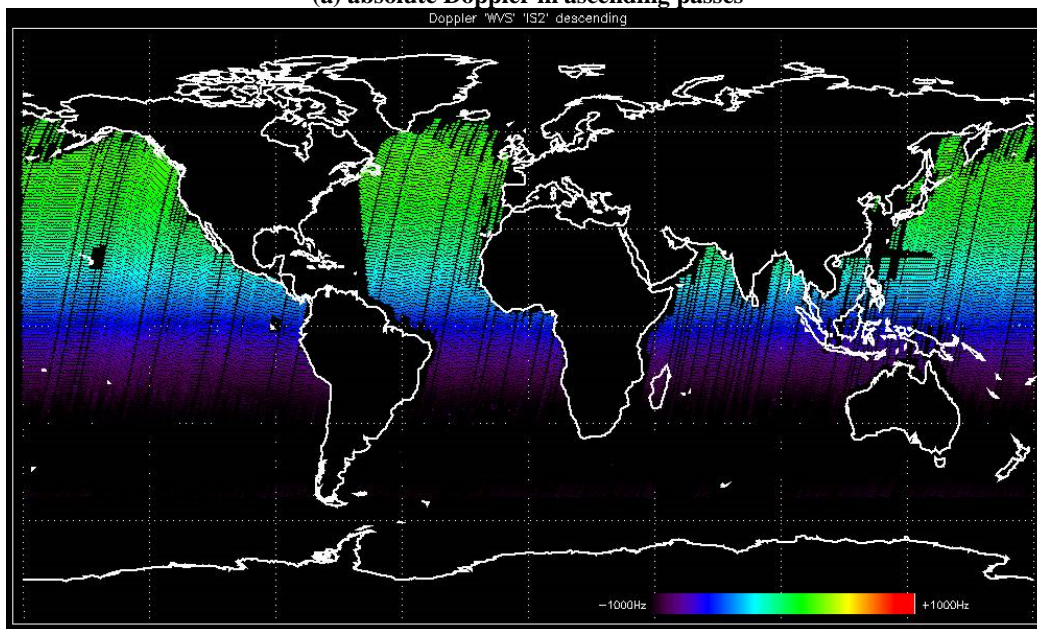 (a) absolute Doppler in ascending passes
Doppler 'WVS' 'IS2' descending
−1000Hz
+1000Hz